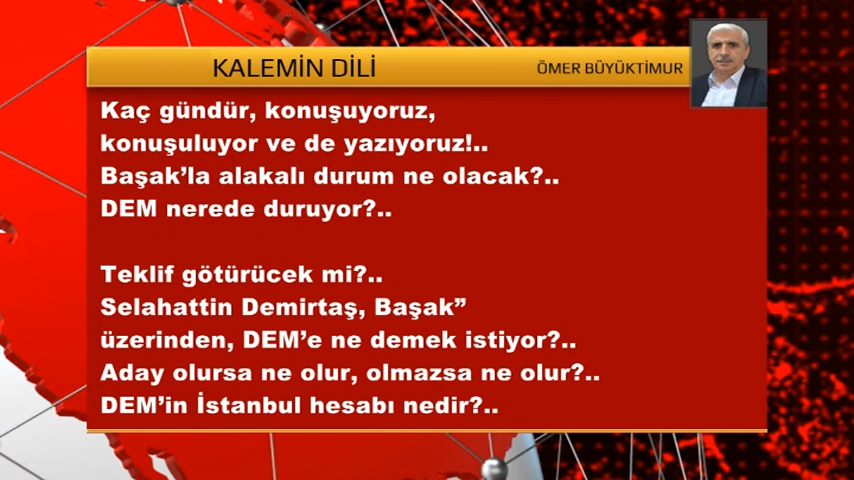 KALEMİN DİLİ
ÖMER BÜYÜKTİMUR
Kaç gündür, konuşuyoruz,
konuşuluyor ve de yazıyoruz!..
Başak’la alakalı durum ne olacak?..
DEM nerede duruyor?..
Teklif götürücek mi?..
Selahattin Demirtaş, Başak”
üzerinden, DEM’e ne demek istiyor?..
Aday olursa ne olur, olmazsa ne olur?..
DEM’in İstanbul hesabı nedir?..